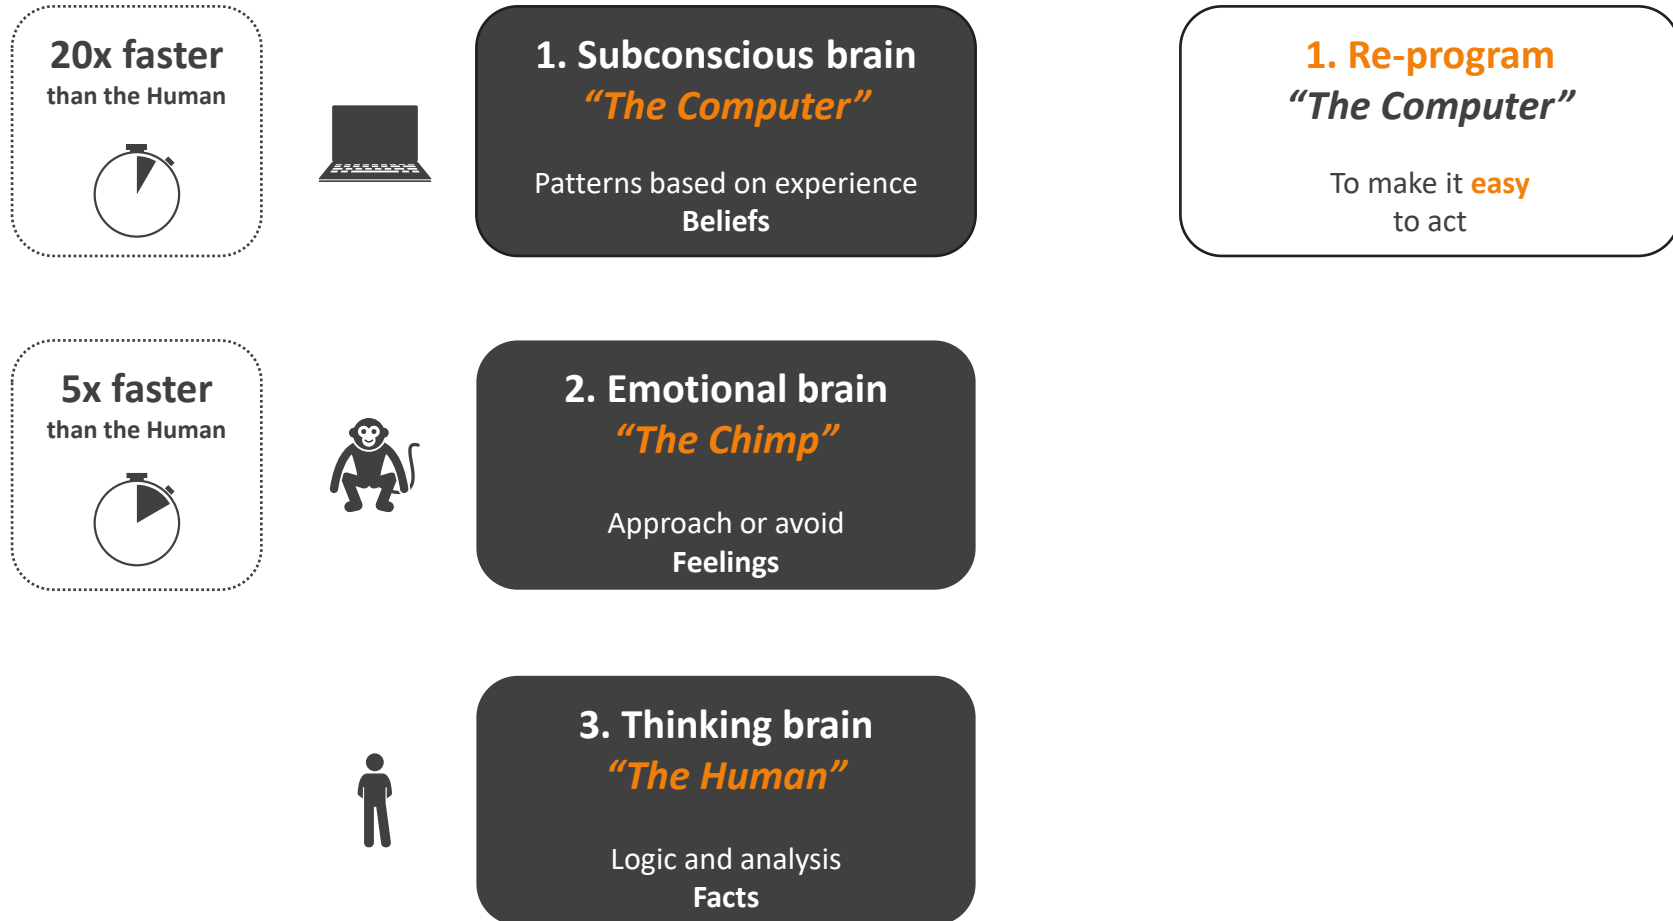 20x faster
than the Human
1. Subconscious brain
“The Computer”
Patterns based on experience
Beliefs
1. Re-program
“The Computer”
To make it easy
to act
5x faster
than the Human
2. Emotional brain
“The Chimp”
Approach or avoid
Feelings
3. Thinking brain
“The Human”
Logic and analysis
Facts